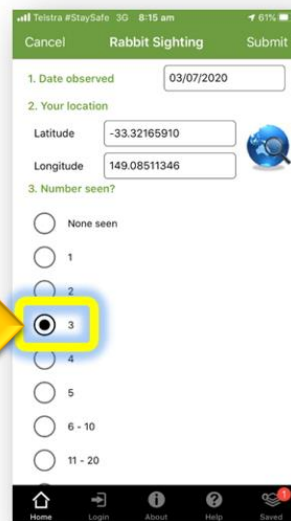 Telstra #StaySafe 3G 8:15 am 61%
Cancel Rabbit Sighting Submit
1. Date observed 03/07/2020
2. Your location
Latitude -33.32165910
Longitude 149.08511346
3. Number seen?
None seen
1
2
3
4
5
6 - 10
11 - 20
Home Login About Help Saved